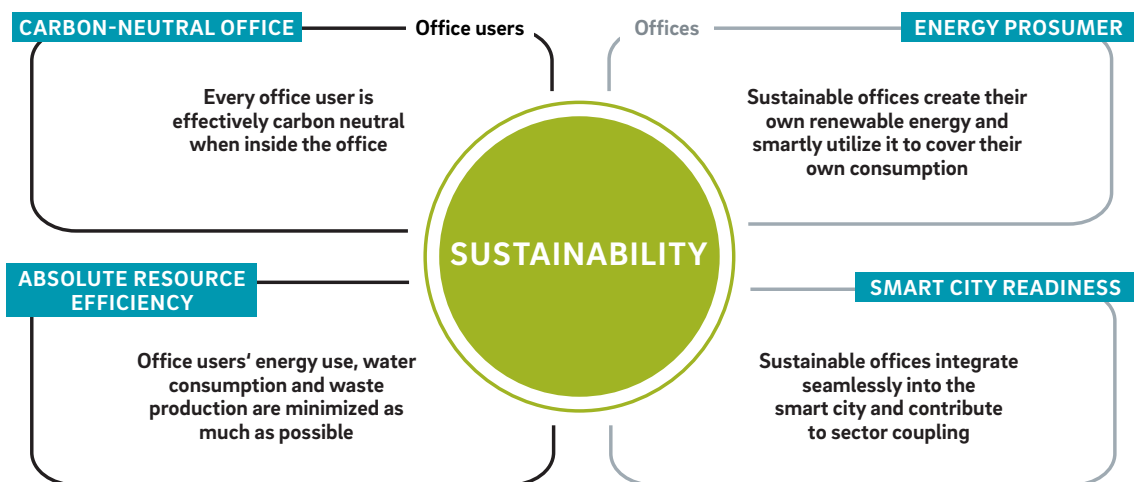 CARBON-NEUTRAL OFFICE
Office users
Offices
ENERGY PROSUMER
Every office user is
effectively carbon neutral
when inside the office
Sustainable offices create their
own renewable energy and
smartly utilize it to cover their
own consumption
SUSTAINABILITY
ABSOLUTE RESOURCE
EFFICIENCY
SMART CITY READINESS
Office users‘ energy use, water
consumption and waste
production are minimized as
much as possible
Sustainable offices integrate
seamlessly into the
smart city and contribute
to sector coupling